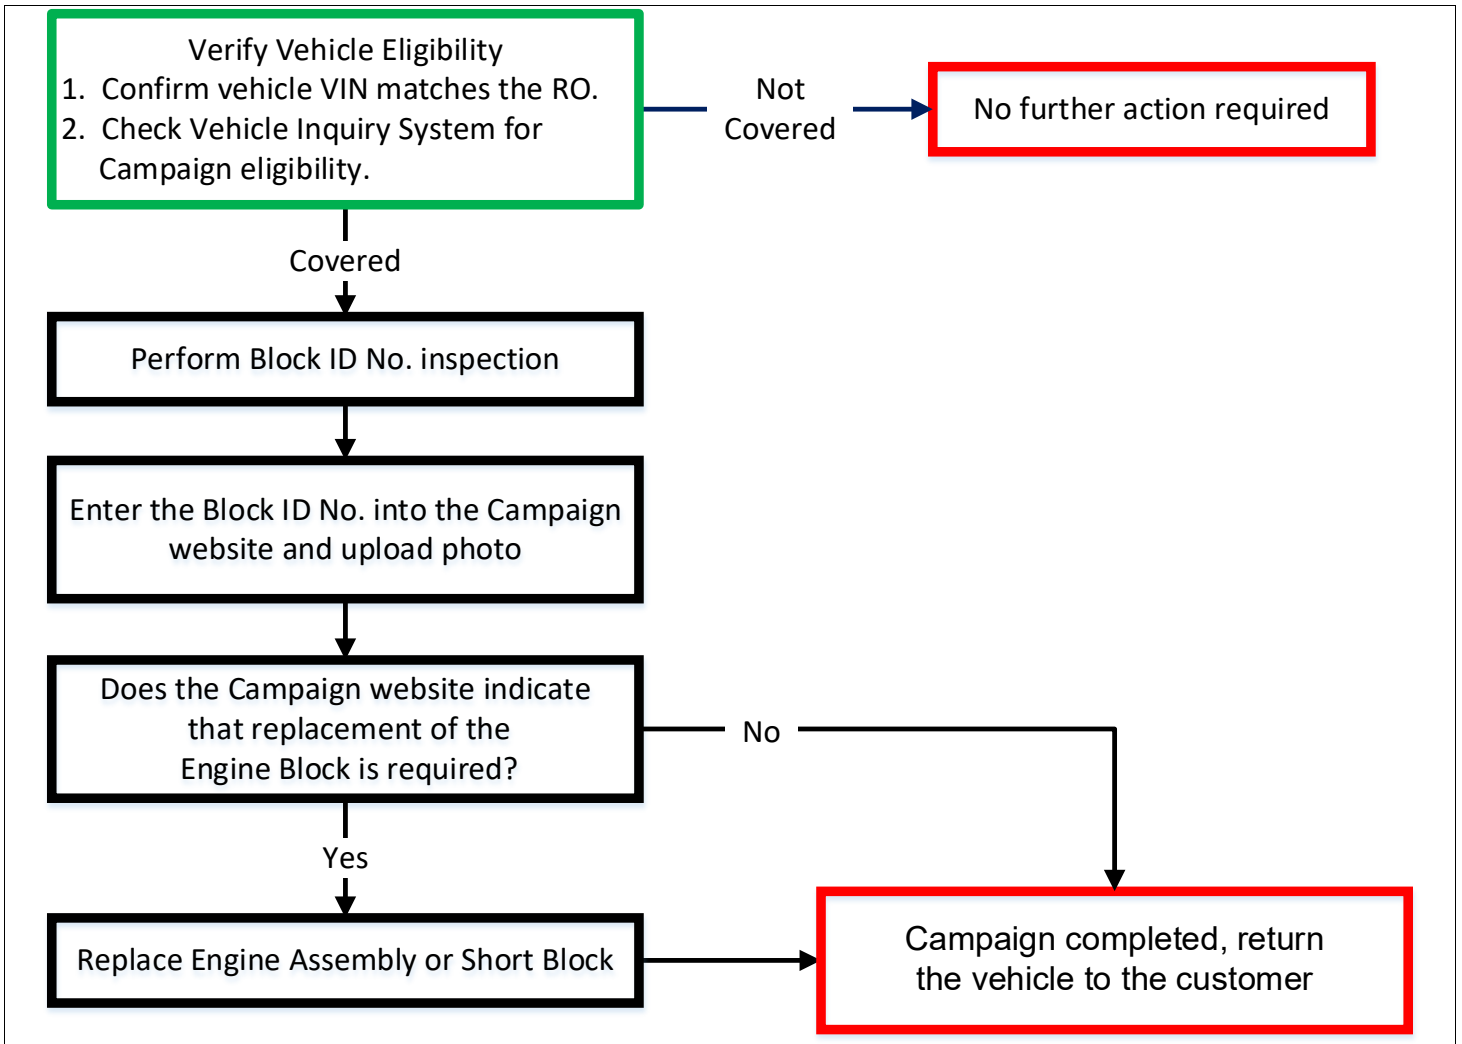 Verify Vehicle Eligibility
1. Confirm vehicle VIN matches the RO.
2. Check Vehicle Inquiry System for
Campaign eligibility.
Not
Covered
No further action required
Covered
Perform Block ID No. inspection
Enter the Block ID No. into the Campaign
website and upload photo
Does the Campaign website indicate
that replacement of the
Engine Block is required?
No
Yes
Replace Engine Assembly or Short Block
Campaign completed, return
the vehicle to the customer